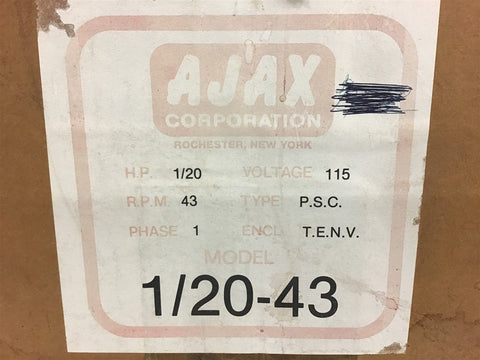 AJAX
CORPORATION
ROCHESTER, NEW YORK
H.P. 1/20 VOLTAGE 115
R.P.M. 43 TYPE P.S.C.
PHASE 1 ENCL T.E.N.V.
MODEL
1/20-43